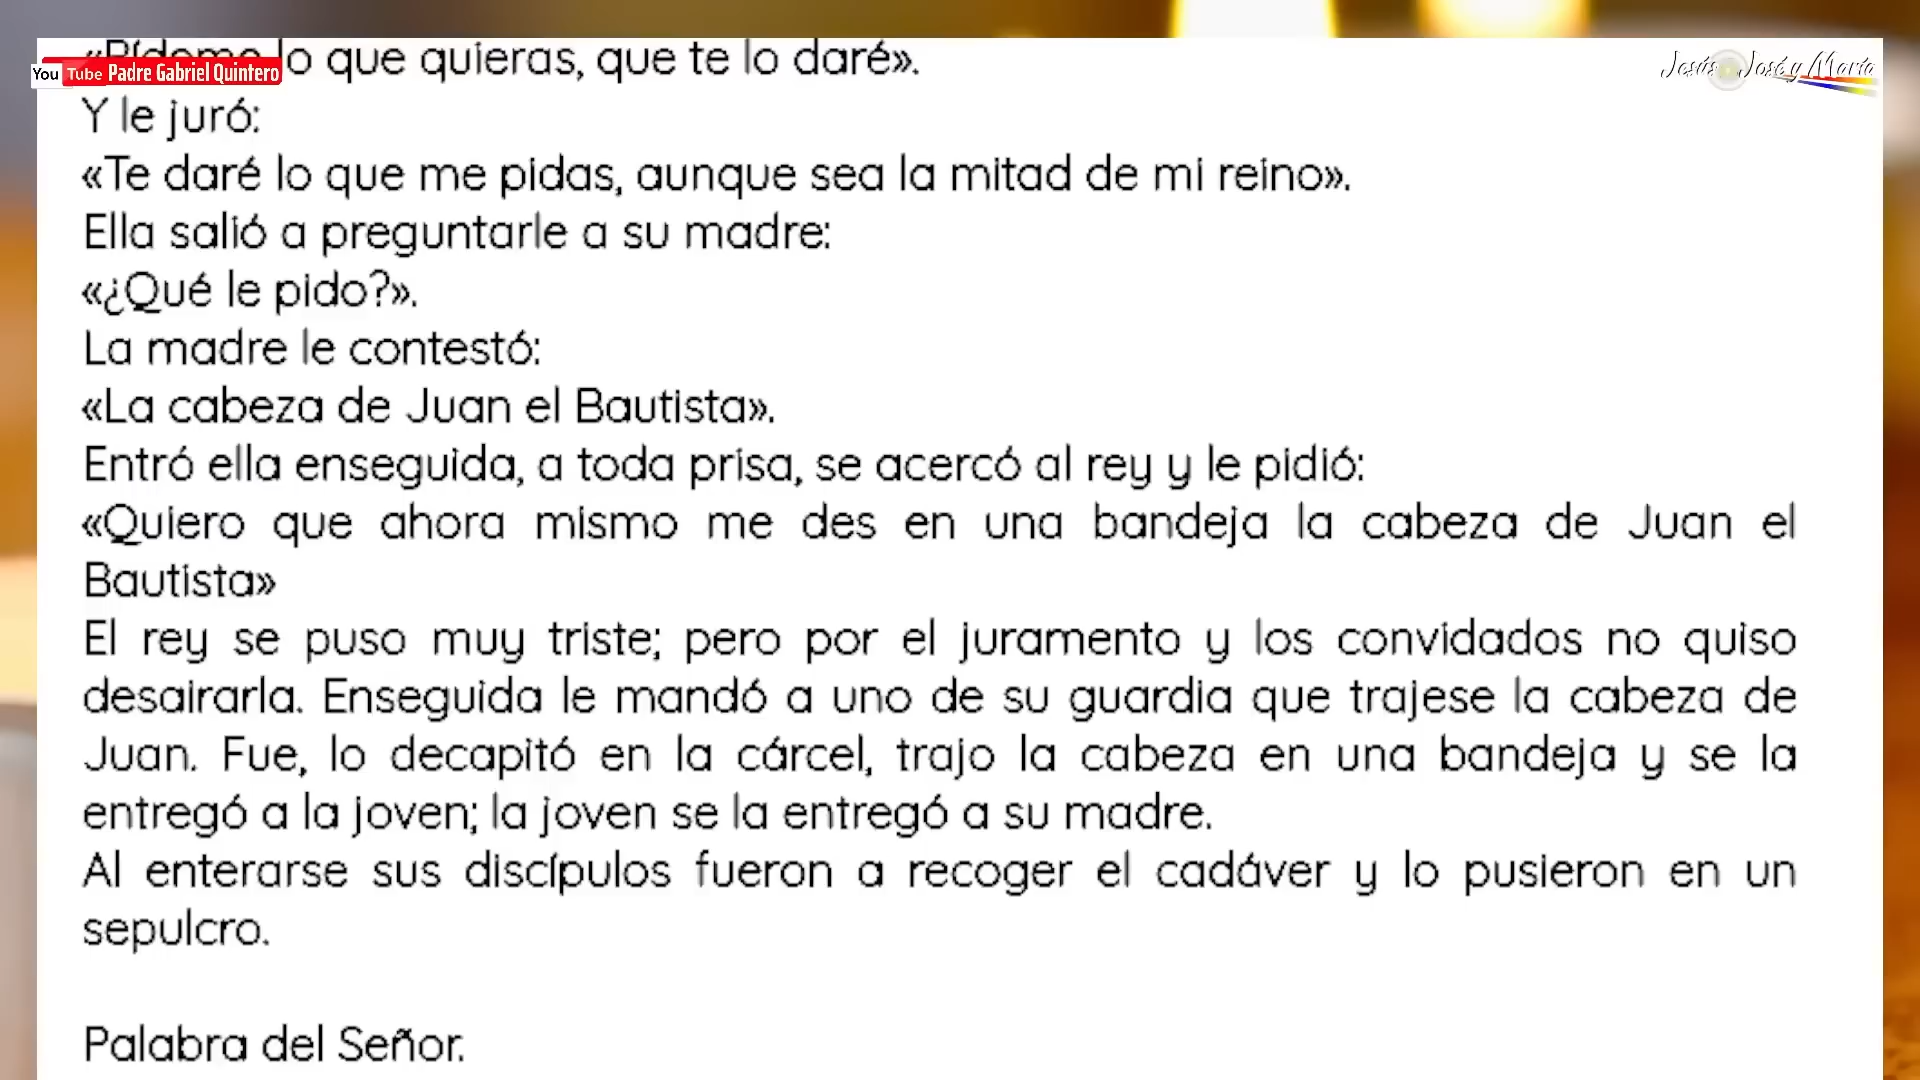 «Pídeme lo que quieras, que te lo daré».
You Tube Padre Gabriel Quintero
Jesús José y María
Y le juró:
«Te daré lo que me pidas, aunque sea la mitad de mi reino».
Ella salió a preguntarle a su madre:
«¿Qué le pido?».
La madre le contestó:
«La cabeza de Juan el Bautista».
Entró ella enseguida, a toda prisa, se acercó al rey y le pidió:
«Quiero que ahora mismo me des en una bandeja la cabeza de Juan el
Bautista»
El rey se puso muy triste; pero por el juramento y los convidados no quiso
desairarla. Enseguida le mandó a uno de su guardia que trajese la cabeza de
Juan. Fue, lo decapitó en la cárcel, trajo la cabeza en una bandeja y se la
entregó a la joven; la joven se la entregó a su madre.
Al enterarse sus discípulos fueron a recoger el cadáver y lo pusieron en un
sepulcro.
Palabra del Señor.